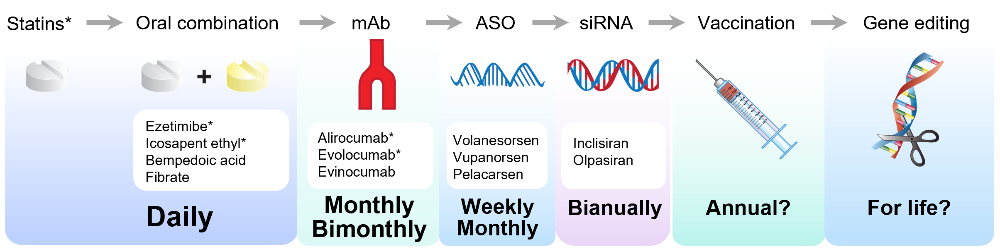 Statins*
Oral combination
mAb
ASO
siRNA
Vaccination
Gene editing
+
Ezetimibe*
Icosapent ethyl*
Bempedoic acid
Fibrate
Daily
Alirocumab*
Evolocumab*
Evinocumab
Monthly
Bimonthly
Volanesorsen
Vupanorsen
Pelacarsen
Weekly
Monthly
Inclisiran
Olpasiran
Bianually
Annual?
For life?